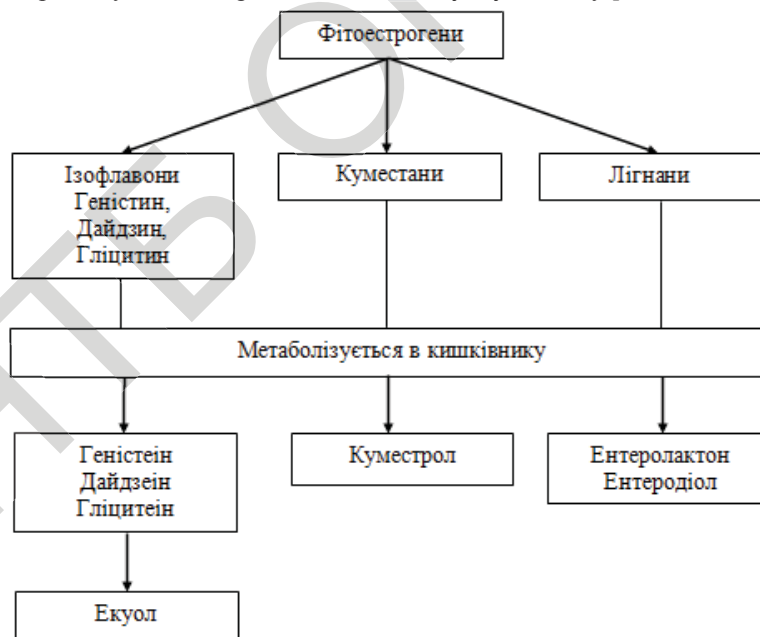 Фітоестрогени
Ізофлавони
Геністин,
Дайдзин,
Гліцитин
Куместани
Лігнани
Метаболізується в кишківнику
Геністеін
Дайдзеін
Гліцитеін
Куместрол
Ентеролактон
Ентеродіол
Екуол